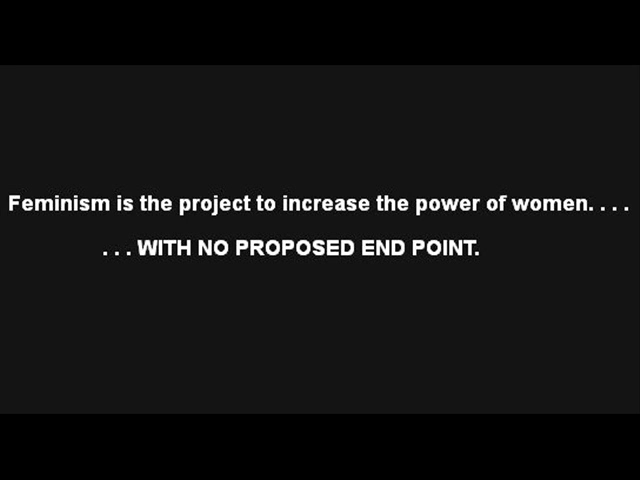 Feminism is the project to increase the power of women. . . .
. . . WITH NO PROPOSED END POINT.